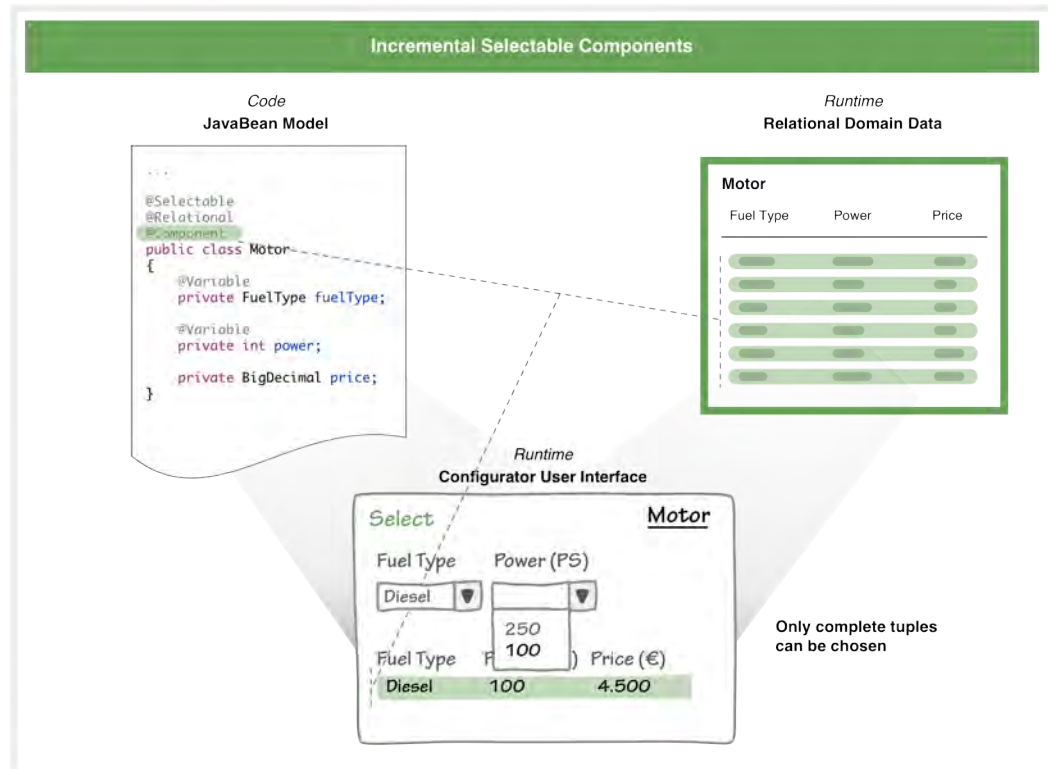 Incremental Selectable Components
Code
JavaBean Model
...
@Selectable
@Relational
@Component
public class Motor
{
@Variable
private FuelType fuelType;
@Variable
private int power;
private BigDecimal price;
}
Runtime
Relational Domain Data
Motor
Fuel Type Power Price
Runtime
Configurator User Interface
Select Motor
Fuel Type Power (PS)
Diesel
250
100
Fuel Type P ) Price (€)
Diesel 100 4.500
Only complete tuples
can be chosen